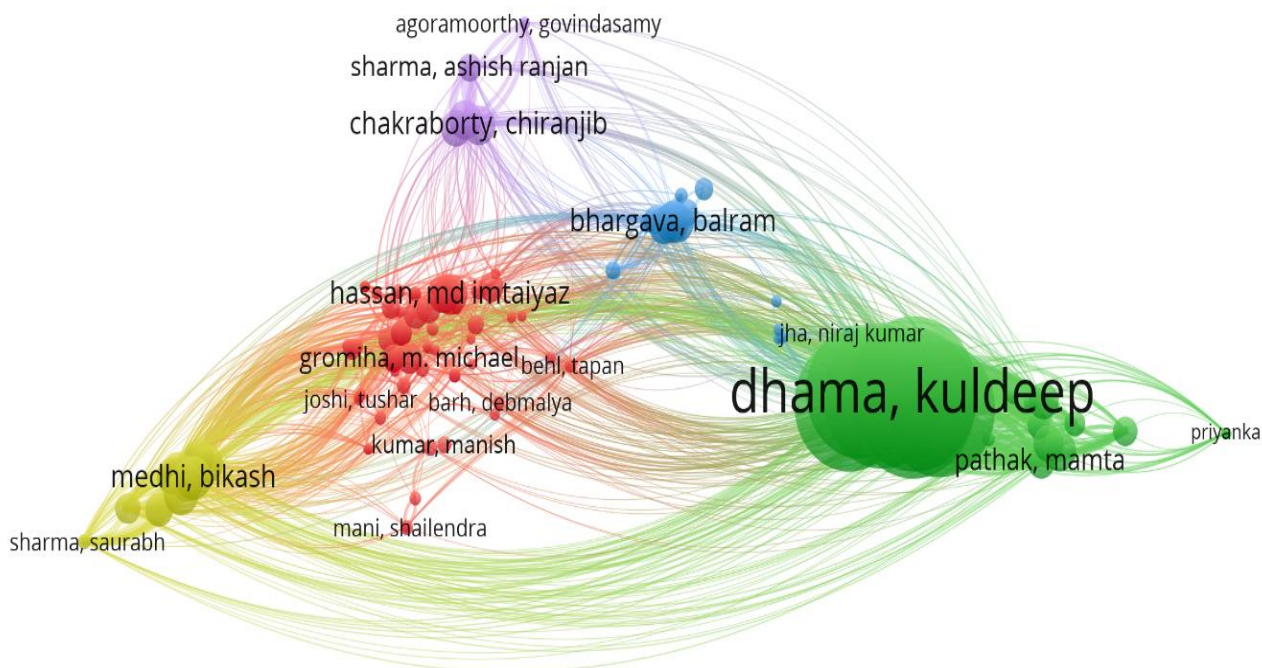 agoramoorthy, govindasamy
sharma, ashish ranjan
chakraborty, chiranjib
bhargava, balram
hassan, md imtaiyaz
jha, niraj kumar
gromiha, m. michael
behl, tapan
dhama, kuldeep
joshi, tushar
barh, debmalya
priyanka
kumar, manish
pathak, mamta
medhi, bikash
mani, shailendra
sharma, saurabh